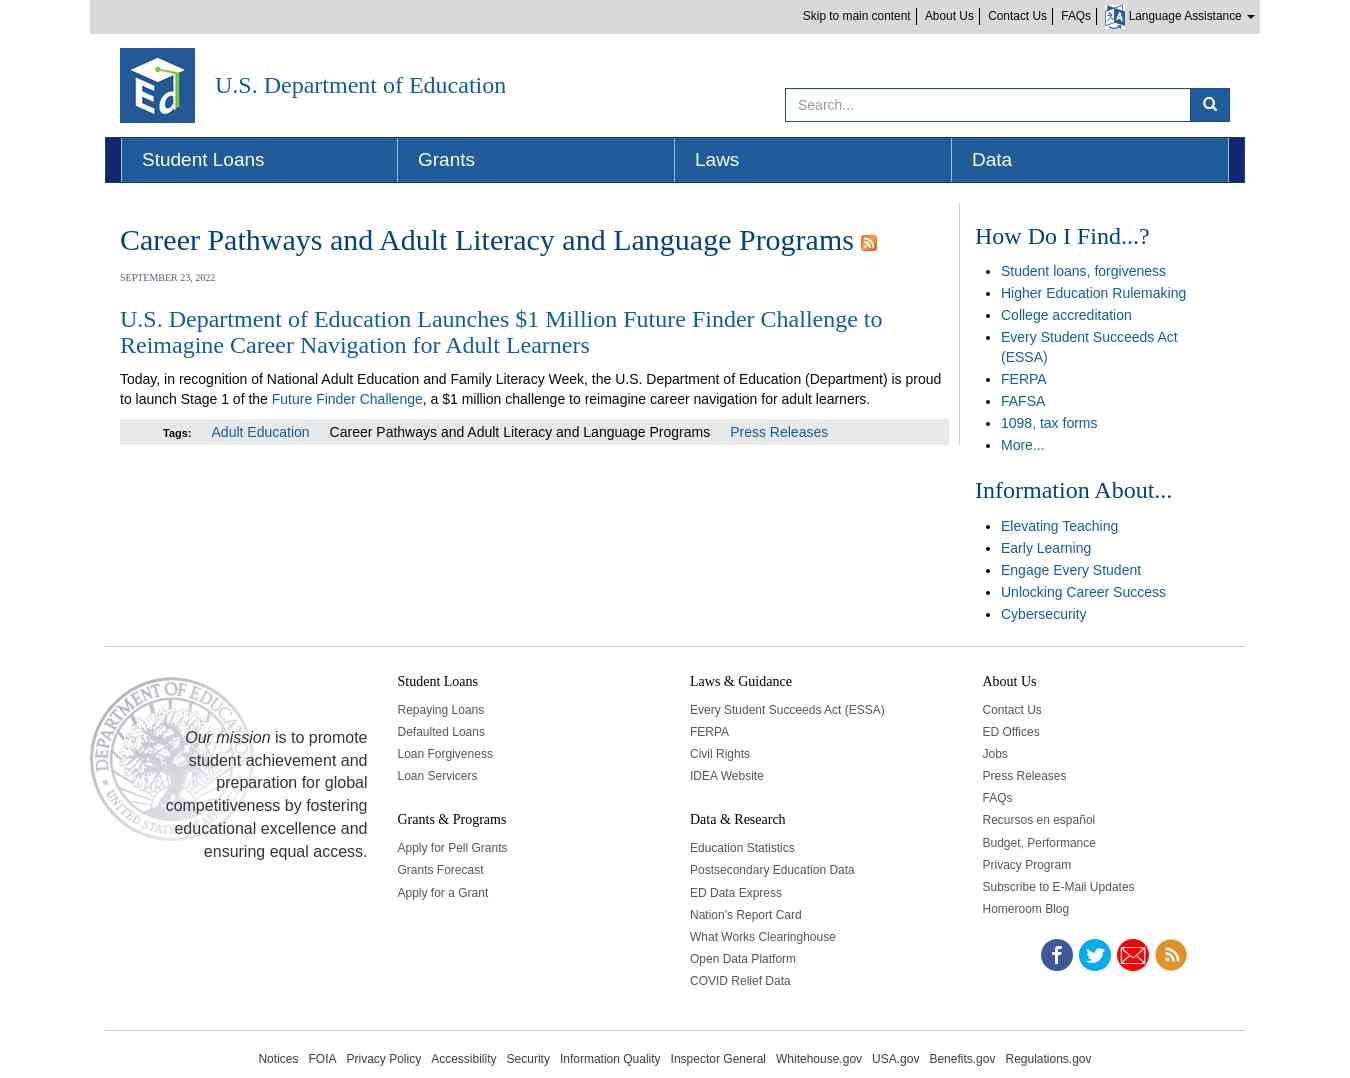 Skip to main content
About Us
Contact Us
FAQs
Language Assistance
Ed
U.S. Department of Education
Search...
Student Loans
Grants
Laws
Data
Career Pathways and Adult Literacy and Language Programs
SEPTEMBER 23, 2022
U.S. Department of Education Launches $1 Million Future Finder Challenge to
Reimagine Career Navigation for Adult Learners
Today, in recognition of National Adult Education and Family Literacy Week, the U.S. Department of Education (Department) is proud
to launch Stage 1 of the Future Finder Challenge, a $1 million challenge to reimagine career navigation for adult learners.
Tags: Adult Education Career Pathways and Adult Literacy and Language Programs Press Releases
How Do I Find...?
Student loans, forgiveness
Higher Education Rulemaking
College accreditation
Every Student Succeeds Act
(ESSA)
FERPA
FAFSA
1098, tax forms
More...
Information About...
Elevating Teaching
Early Learning
Engage Every Student
Unlocking Career Success
Cybersecurity
Our mission is to promote
student achievement and
preparation for global
competitiveness by fostering
educational excellence and
ensuring equal access.
Student Loans
Repaying Loans
Defaulted Loans
Loan Forgiveness
Loan Servicers
Grants & Programs
Apply for Pell Grants
Grants Forecast
Apply for a Grant
Laws & Guidance
Every Student Succeeds Act (ESSA)
FERPA
Civil Rights
IDEA Website
Data & Research
Education Statistics
Postsecondary Education Data
ED Data Express
Nation's Report Card
What Works Clearinghouse
Open Data Platform
COVID Relief Data
About Us
Contact Us
ED Offices
Jobs
Press Releases
FAQs
Recursos en español
Budget, Performance
Privacy Program
Subscribe to E-Mail Updates
Homeroom Blog
Notices FOIA Privacy Policy Accessibility Security Information Quality Inspector General Whitehouse.gov USA.gov Benefits.gov Regulations.gov